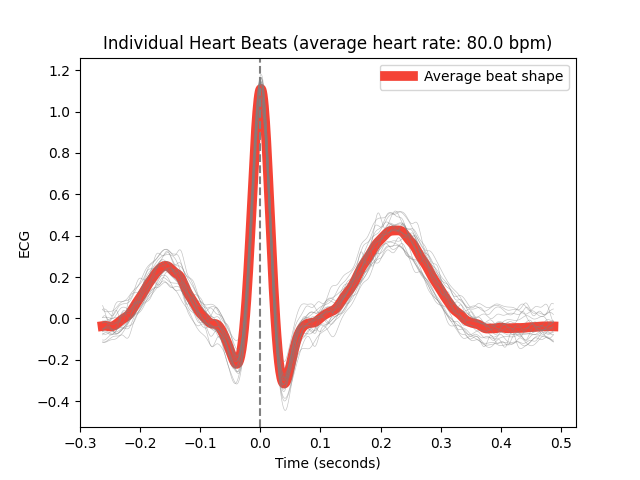 Individual Heart Beats (average heart rate: 80.0 bpm)
Average beat shape
1.2
1.0
0.8
0.6
0.4
0.2
0.0
−0.2
−0.4
ECG
−0.3 −0.2 −0.1 0.0 0.1 0.2 0.3 0.4 0.5
Time (seconds)